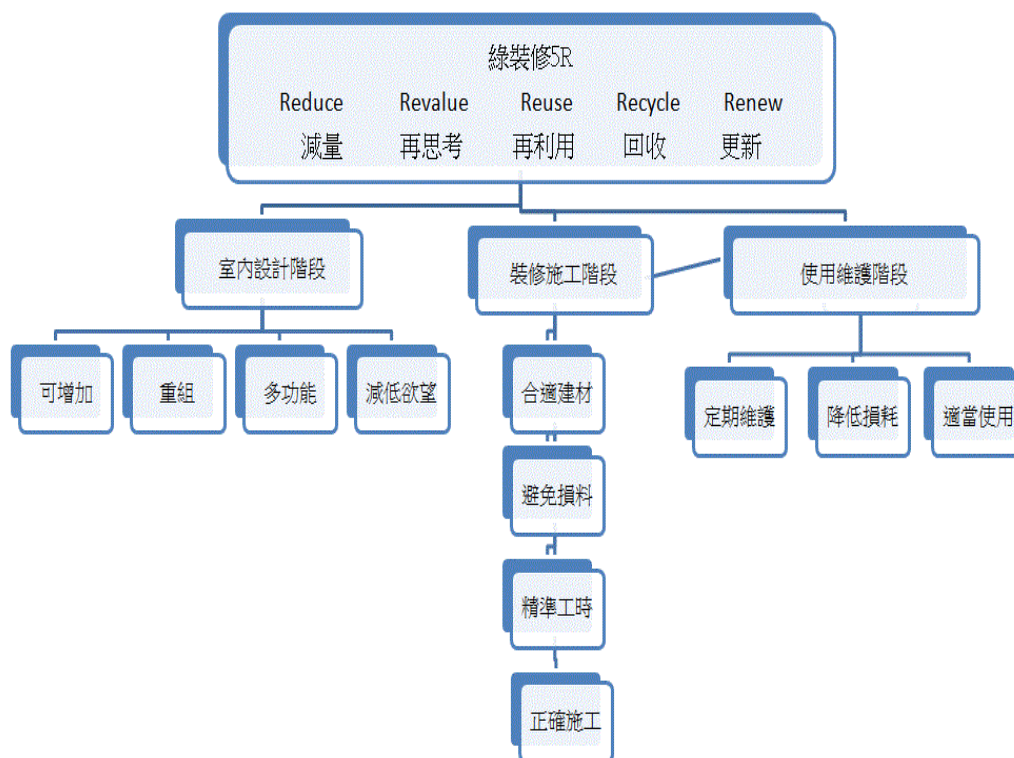 綠裝修5R
Reduce Revalue Reuse Recycle Renew
減量 再思考 再利用 回收 更新
室內設計階段 裝修施工階段 使用維護階段
可增加 重組 多功能 減低欲望
合適建材
避免損料
精準工時
正確施工
定期維護 降低損耗 適當使用